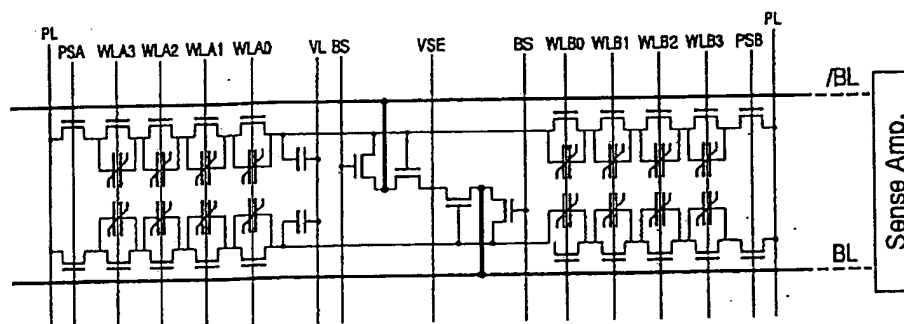 PL
PL
PSA WLA3 WLA2 WLA1 WLA0 VL BS VSE BS WLB0 WLB1 WLB2 WLB3 PSB
/BL
BL
Sense Amp.